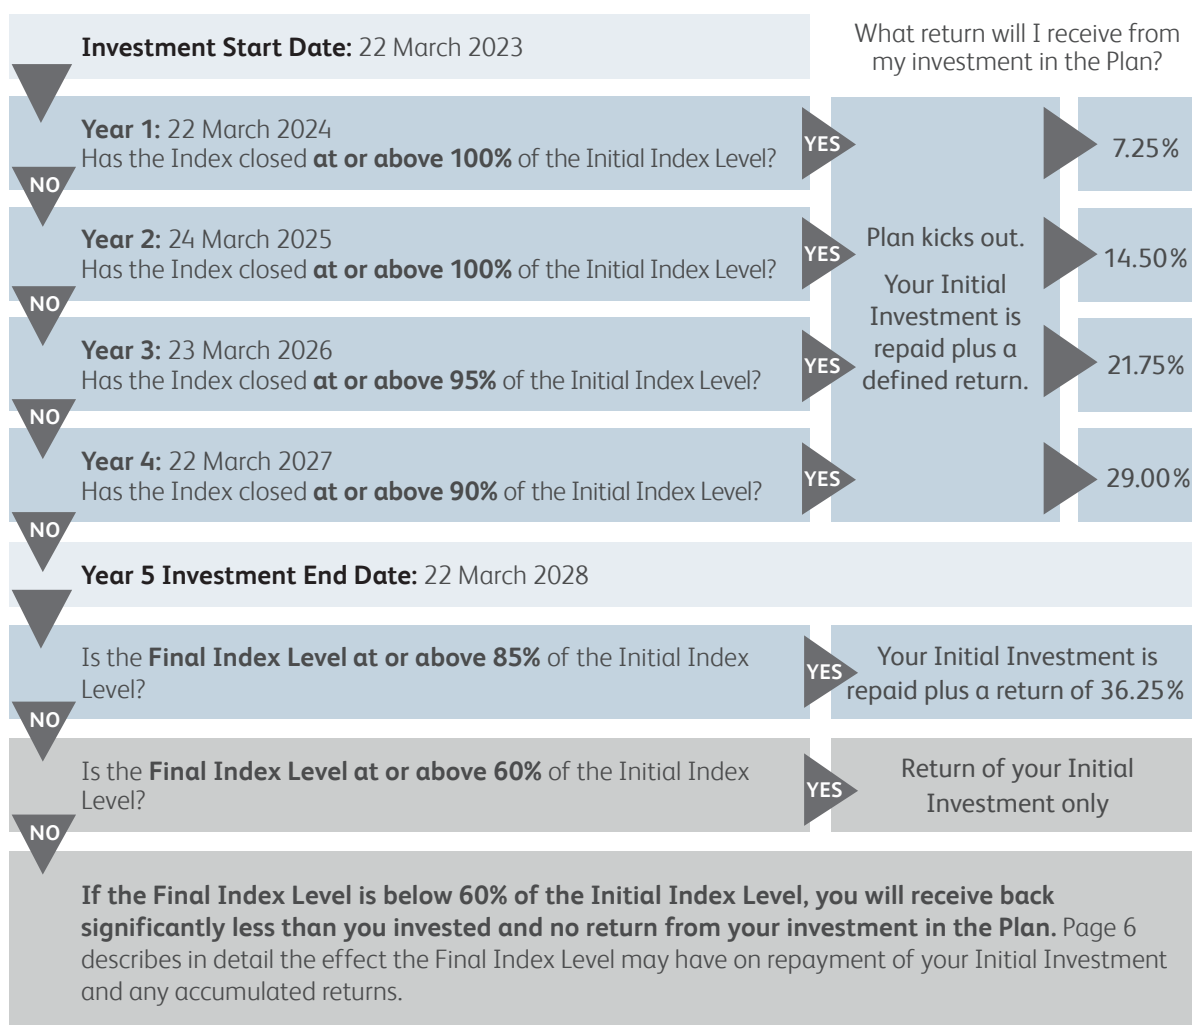 Investment Start Date: 22 March 2023
What return will I receive from
my investment in the Plan?
Year 1: 22 March 2024
Has the Index closed at or above 100% of the Initial Index Level?
YES
7.25%
NO
Year 2: 24 March 2025
Has the Index closed at or above 100% of the Initial Index Level?
YES
14.50%
NO
Year 3: 23 March 2026
Has the Index closed at or above 95% of the Initial Index Level?
YES
21.75%
NO
Year 4: 22 March 2027
Has the Index closed at or above 90% of the Initial Index Level?
YES
29.00%
Plan kicks out.
Your Initial
Investment is
repaid plus a
defined return.
NO
Year 5 Investment End Date: 22 March 2028
Is the Final Index Level at or above 85% of the Initial Index
Level?
YES
Your Initial Investment is
repaid plus a return of 36.25%
NO
Is the Final Index Level at or above 60% of the Initial Index
Level?
YES
Return of your Initial
Investment only
NO
If the Final Index Level is below 60% of the Initial Index Level, you will receive back
significantly less than you invested and no return from your investment in the Plan. Page 6
describes in detail the effect the Final Index Level may have on repayment of your Initial Investment
and any accumulated returns.